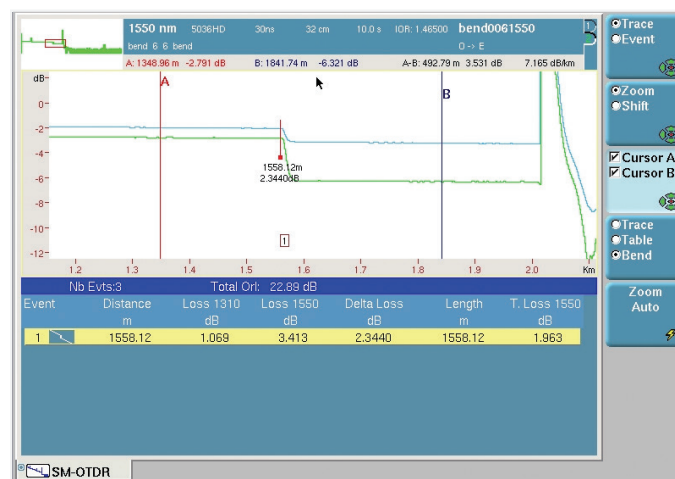 1550 nm 5036HD 30ns 32 cm 10.0 s IOR: 1.46500 bend0061550
bend 6 6 bend O -> E
A: 1348.96 m -2.791 dB B: 1841.74 m -6.321 dB A-B: 492.79 m 3.531 dB 7.165 dB/km
dB
A
B
0
-2
-4
-6
-8
-10
-12
1558.12m
2.3440dB
1
1.2 1.3 1.4 1.5 1.6 1.7 1.8 1.9 2.0 Km
Nb Evts:3 Total Orl: 22.89 dB
Event Distance Loss 1310 Loss 1550 Delta Loss Length T. Loss 1550
m dB dB dB m dB
1 1558.12 1.069 3.413 2.3440 1558.12 1.963
SM-OTDR
Trace
Event
Zoom
Shift
Cursor A
Cursor B
Trace
Table
Bend
Zoom
Auto